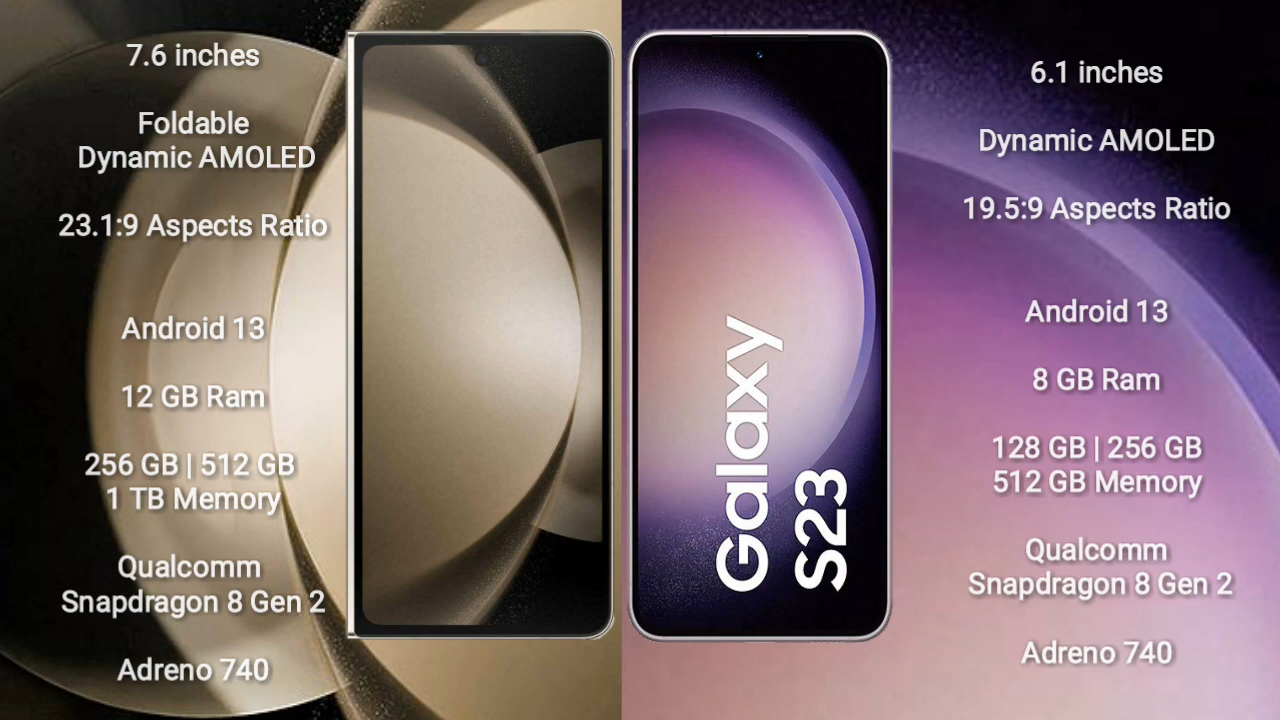 7.6 inches
Foldable
Dynamic AMOLED
23.1:9 Aspects Ratio
Android 13
12 GB Ram
256 GB | 512 GB
1 TB Memory
Qualcomm
Snapdragon 8 Gen 2
Adreno 740
Galaxy
S23
6.1 inches
Dynamic AMOLED
19.5:9 Aspects Ratio
Android 13
8 GB Ram
128 GB | 256 GB
512 GB Memory
Qualcomm
Snapdragon 8 Gen 2
Adreno 740